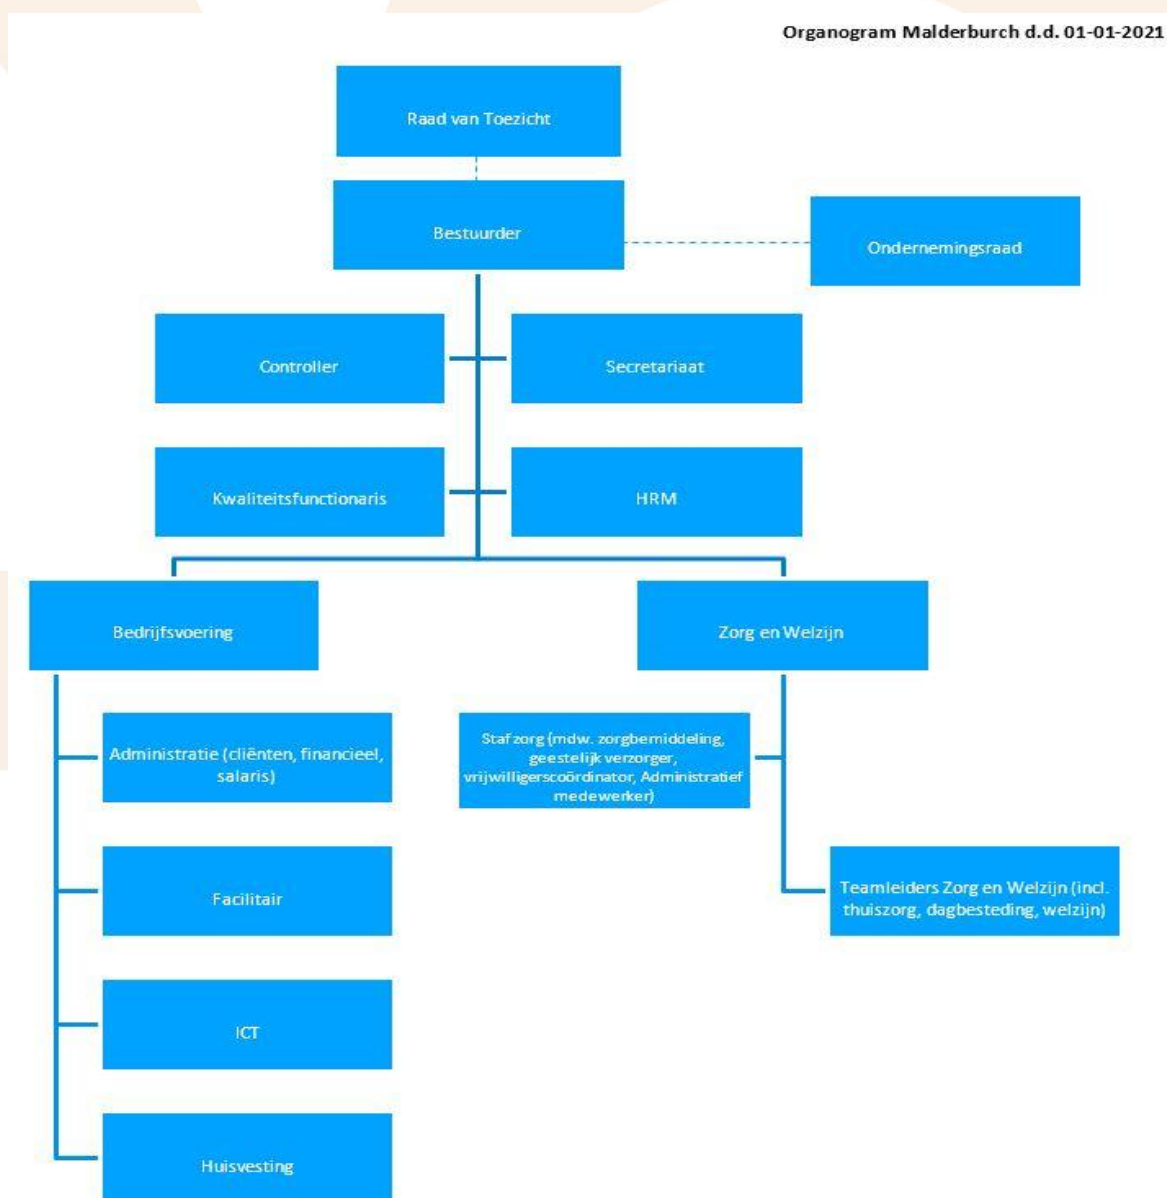 Organogram Malderburch d.d. 01-01-2021
Raad van Toezicht
Bestuurder
Ondernemingsraad
Controller
Secretariaat
Kwaliteitsfunctionaris
HRM
Bedrijfsvoering
Zorg en Welzijn
Administratie (cliënten, financieel,
salaris)
Staf zorg (mdw. zorgbemiddeling,
geestelijk verzorger,
vrijwilligerscoördinator, Administratief
medewerker)
Facilitair
Teamleiders Zorg en Welzijn (incl.
thuiszorg, dagbesteding, welzijn)
ICT
Huisvesting